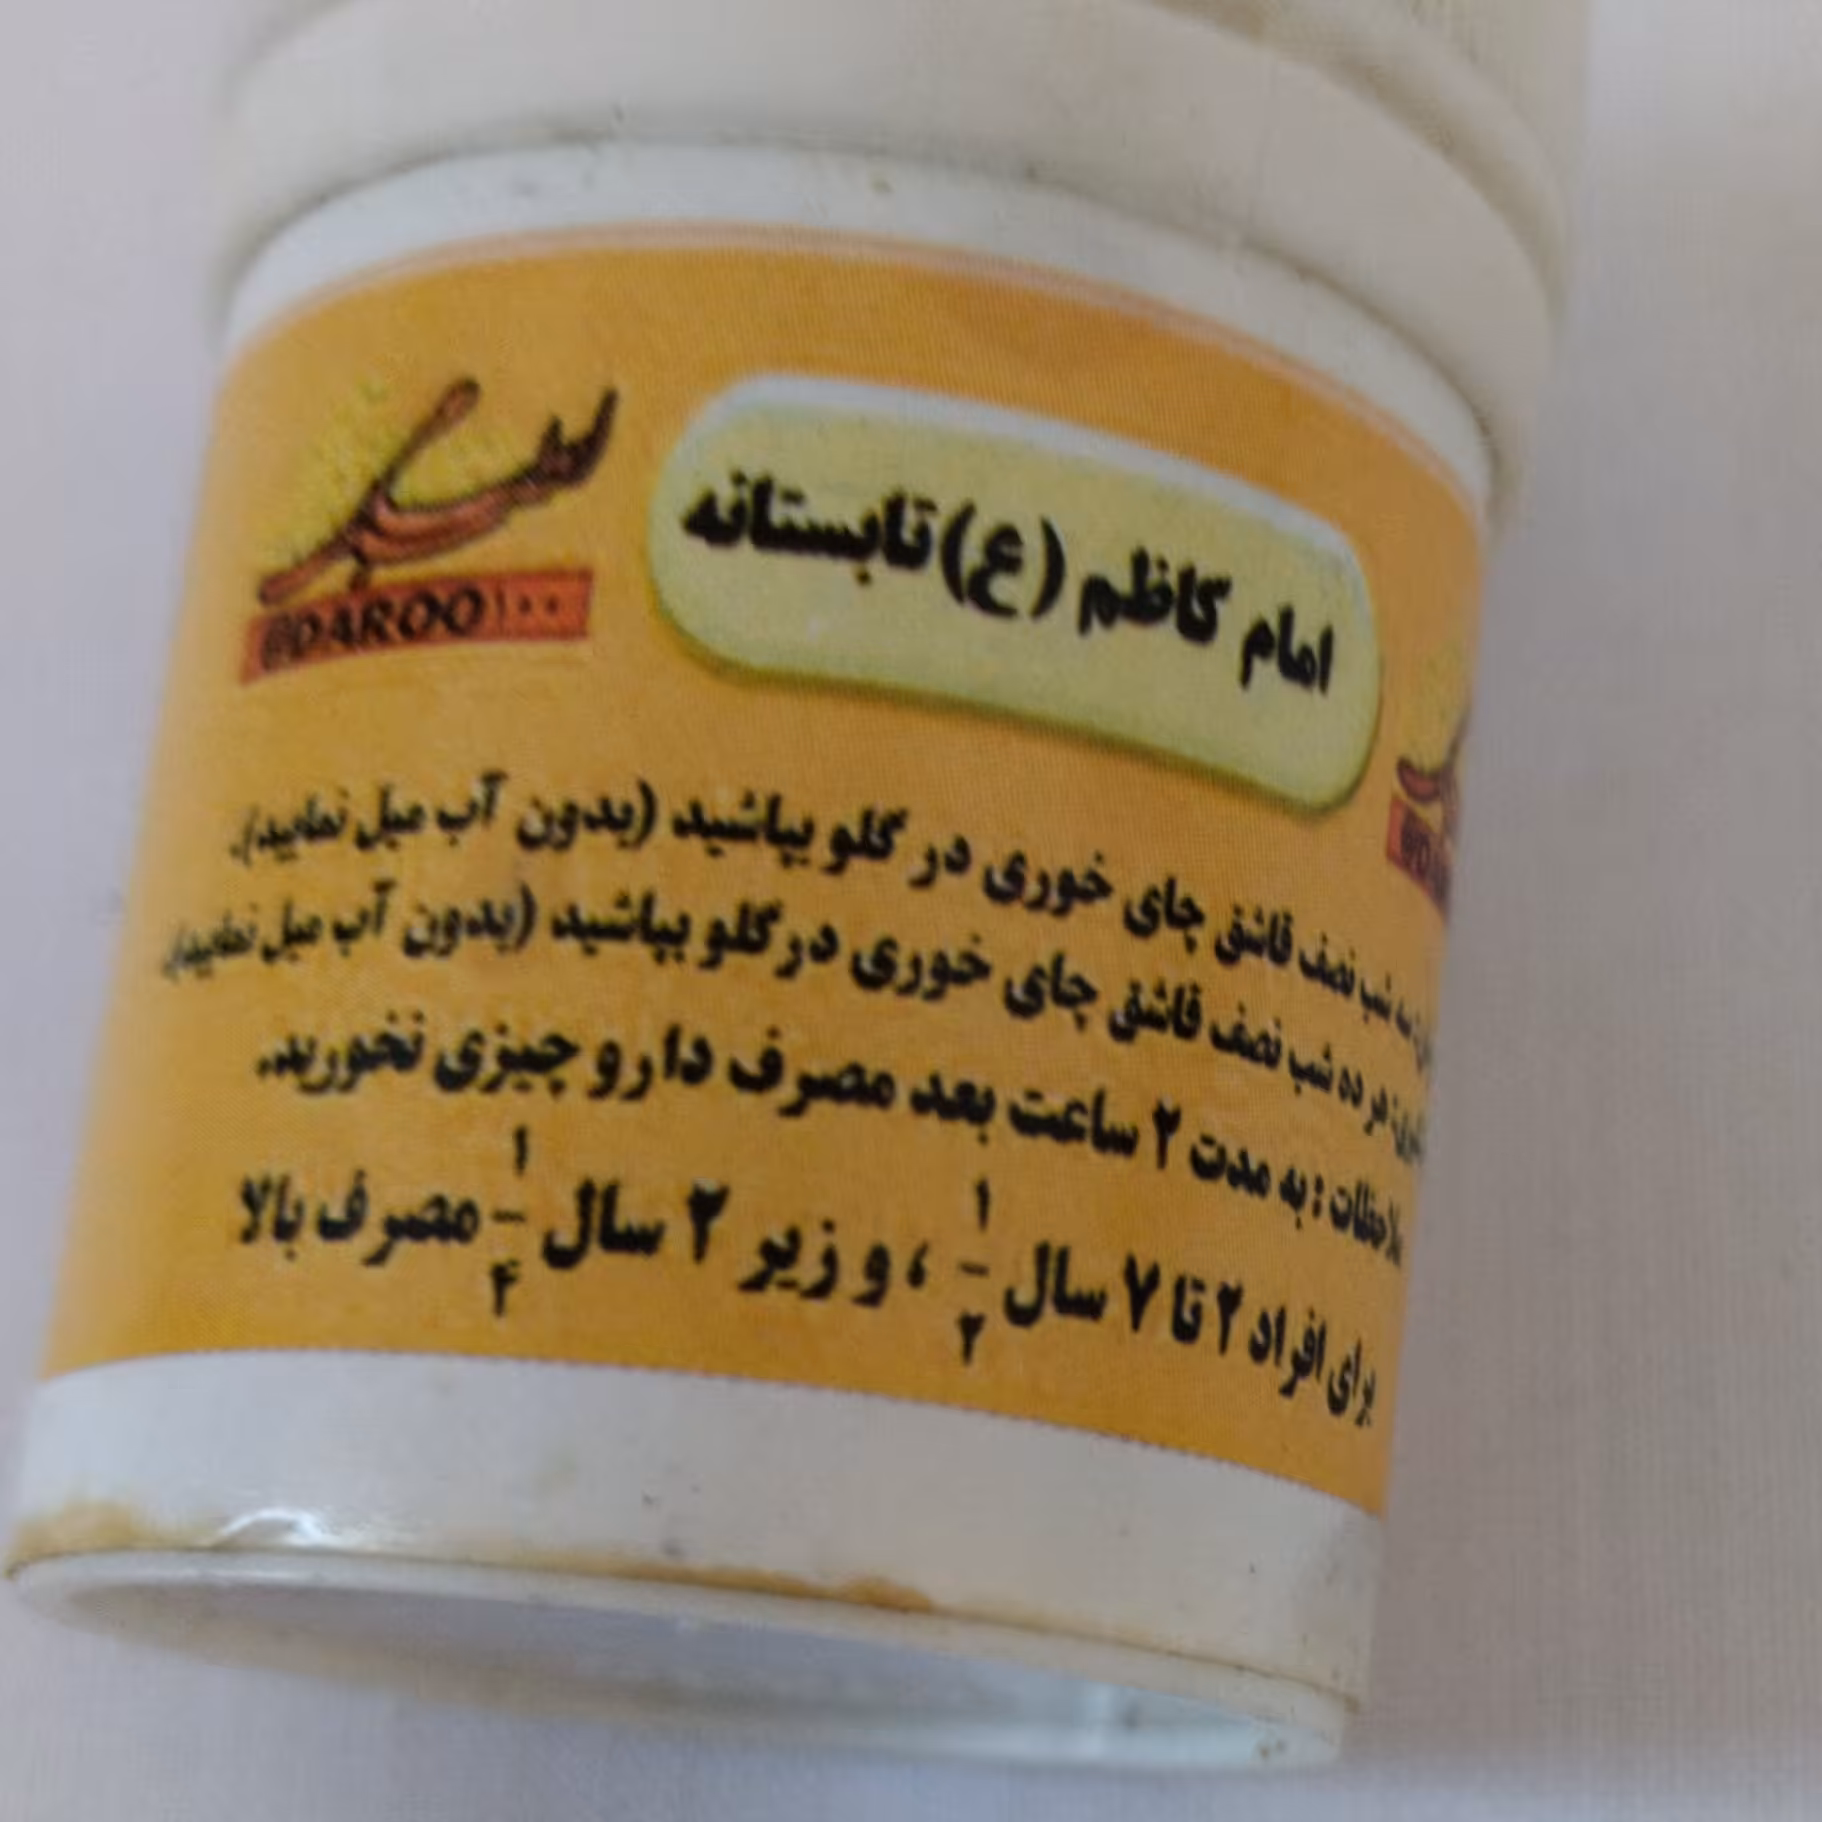 امام کاظم (ع) تابستانه
@DAROO۱۰۰
سه شب نصف قاشق چای خوری در گلو بپاشید (بدون آب میل نمایید).
هر ده شب نصف قاشق چای خوری در گلو بپاشید (بدون آب میل نمایید).
ملاحظات : به مدت ۲ ساعت بعد مصرف دارو چیزی نخورید.
برای افراد ۲ تا ۷ سال ۱/۲ ، و زیر ۲ سال ۱/۴ مصرف بالا